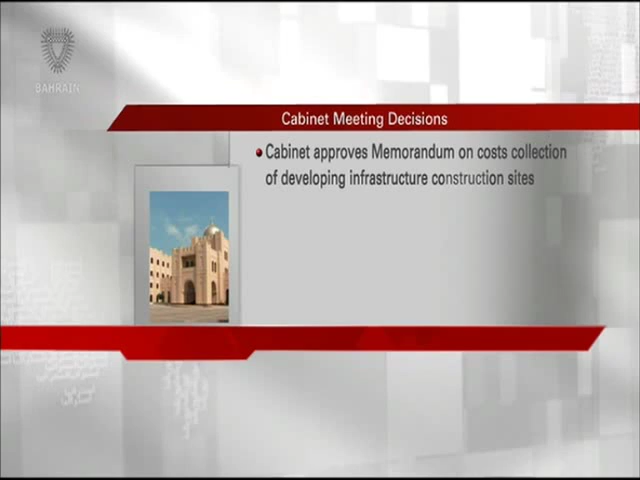 BAHRAIN
Cabinet Meeting Decisions
Cabinet approves Memorandum on costs collection
of developing infrastructure construction sites